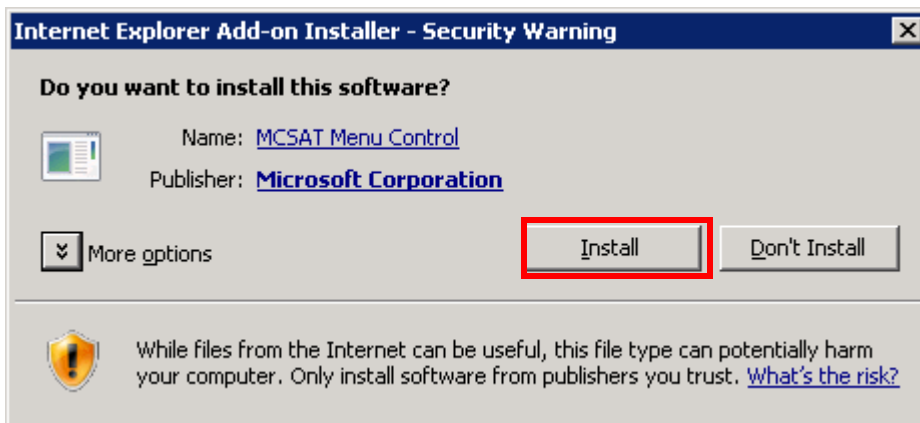 Internet Explorer Add-on Installer - Security Warning
Do you want to install this software?
Name: MCSAT Menu Control
Publisher: Microsoft Corporation
More options
Install
Don't Install
While files from the Internet can be useful, this file type can potentially harm
your computer. Only install software from publishers you trust. What's the risk?